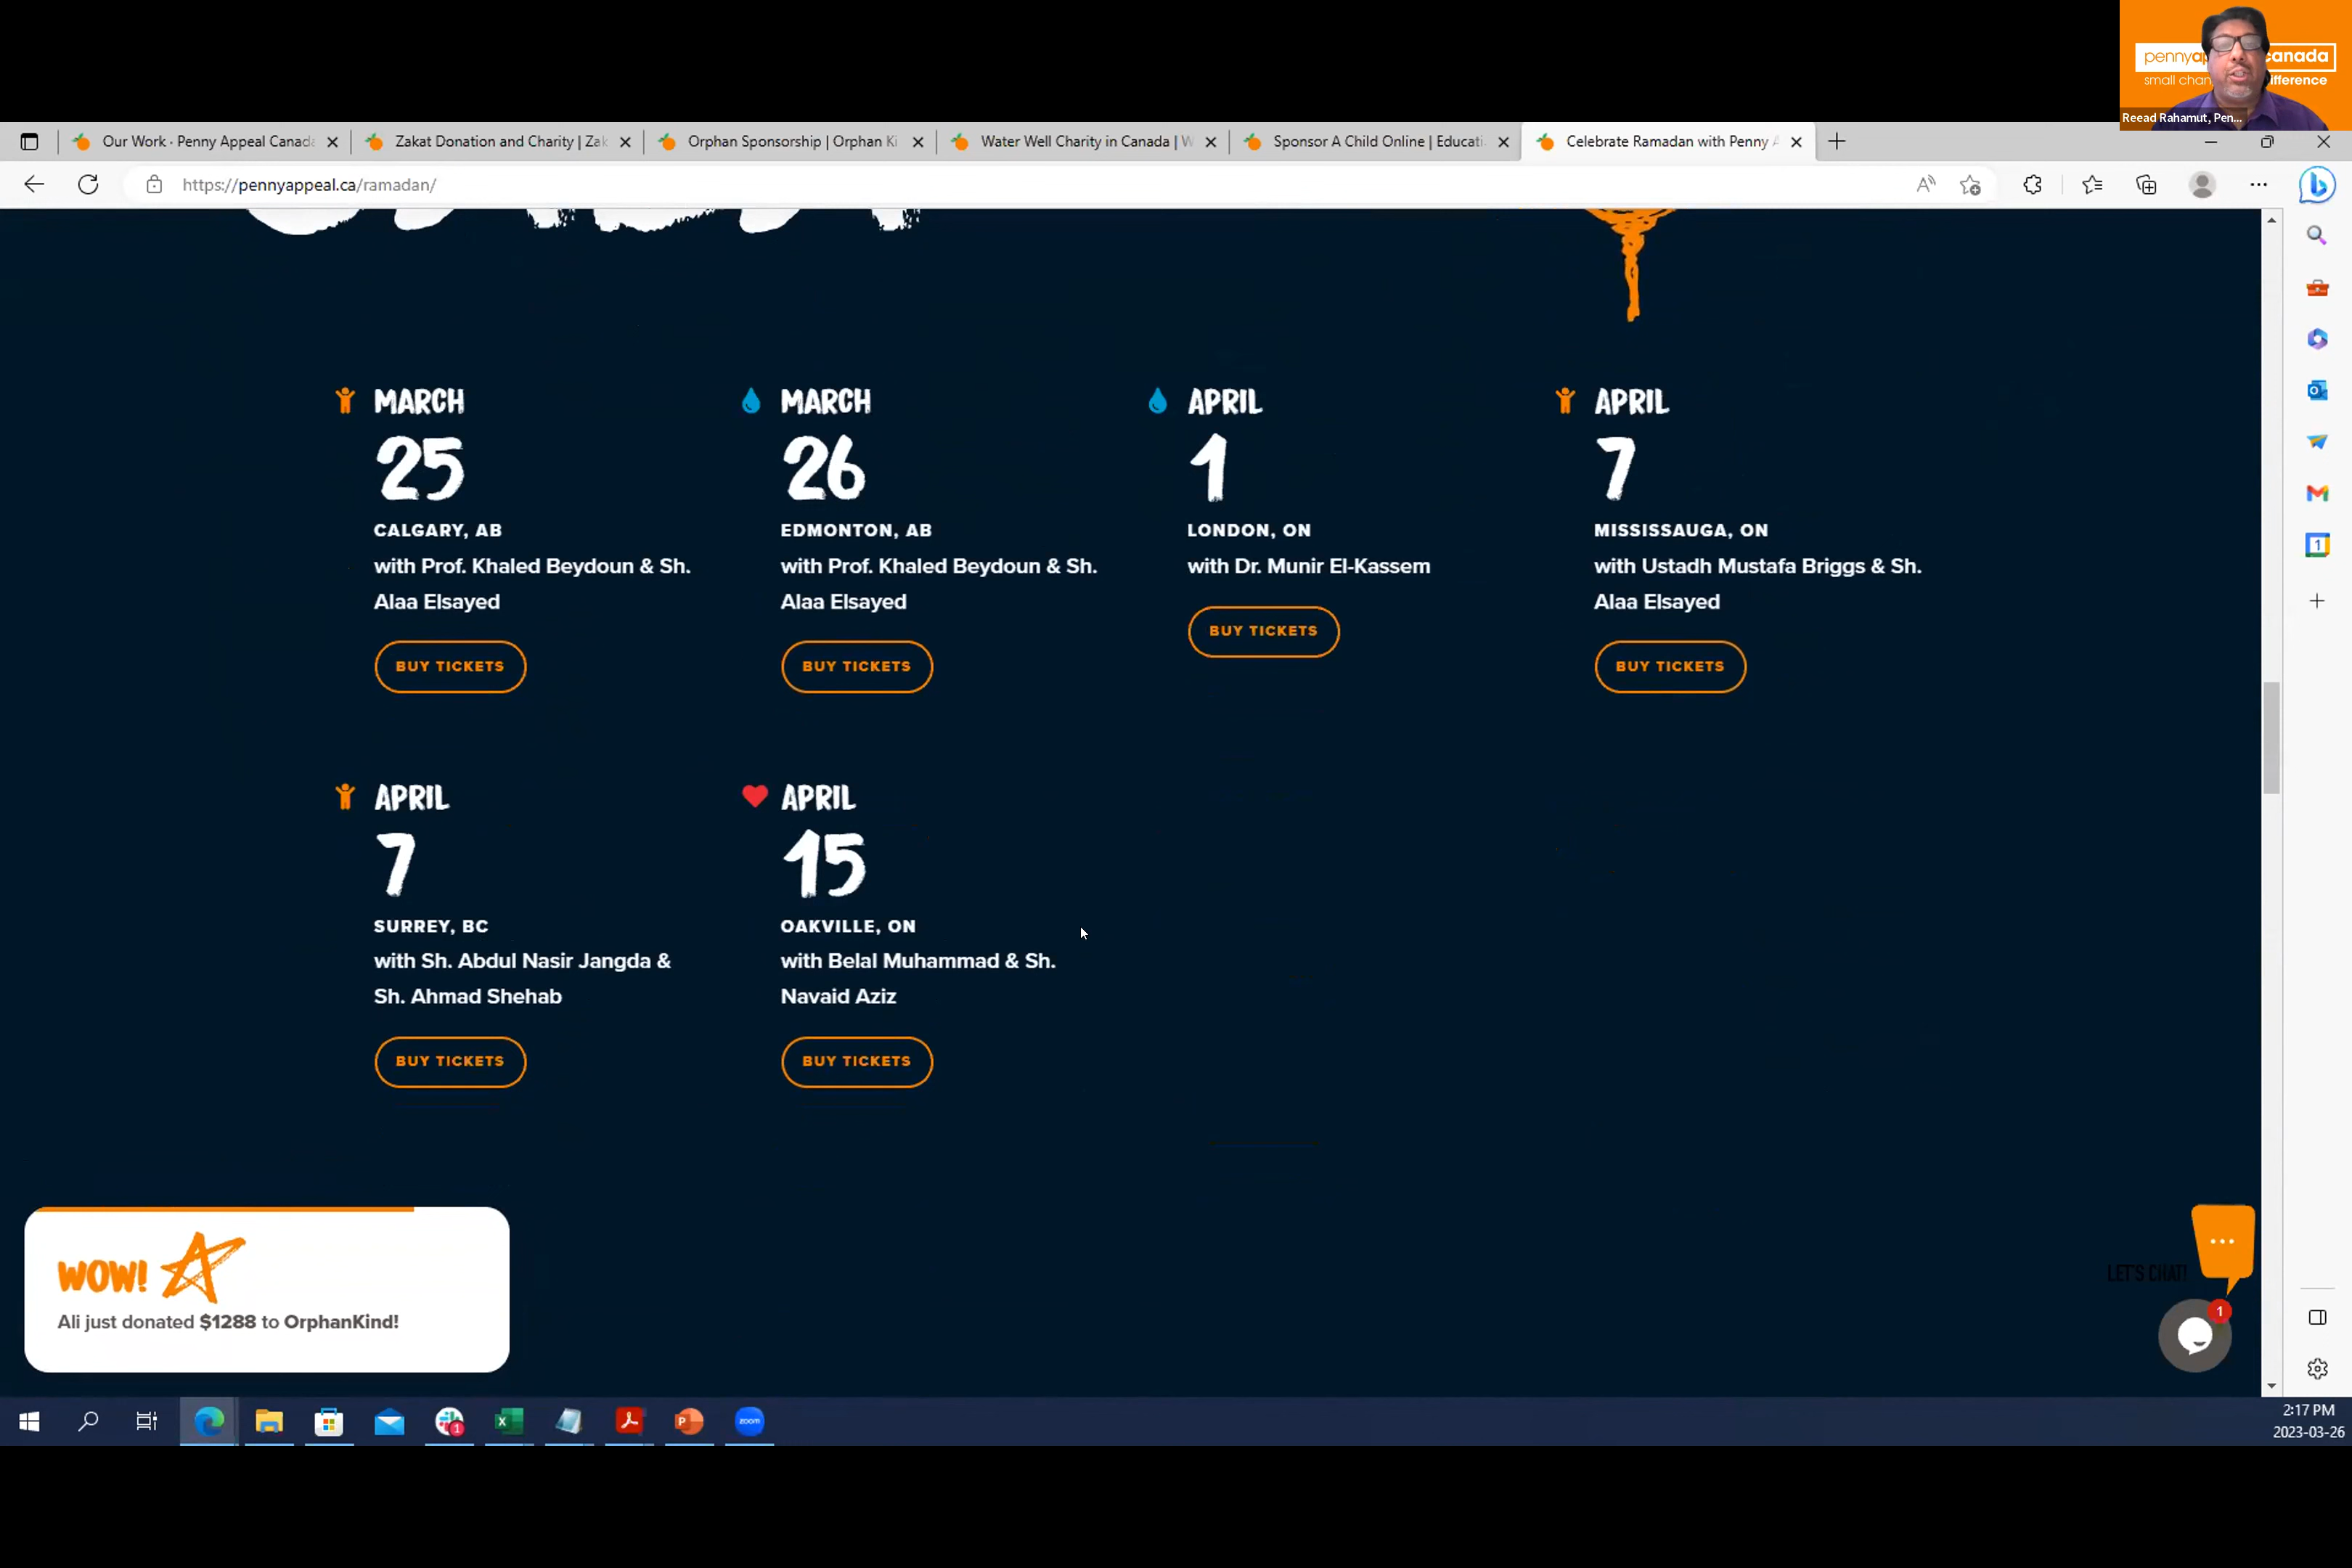 pennyap
canada
small chan
ifference
Reead Rahamut, Pen...
Our Work · Penny Appeal Canada
Zakat Donation and Charity | Zak
Orphan Sponsorship | Orphan Ki
Water Well Charity in Canada | W
Sponsor A Child Online | Educati
Celebrate Ramadan with Penny A
https://pennyappeal.ca/ramadan/
MARCH
25
CALGARY, AB
with Prof. Khaled Beydoun & Sh.
Alaa Elsayed
BUY TICKETS
MARCH
26
EDMONTON, AB
with Prof. Khaled Beydoun & Sh.
Alaa Elsayed
BUY TICKETS
APRIL
1
LONDON, ON
with Dr. Munir El-Kassem
BUY TICKETS
APRIL
7
MISSISSAUGA, ON
with Ustadh Mustafa Briggs & Sh.
Alaa Elsayed
BUY TICKETS
APRIL
7
SURREY, BC
with Sh. Abdul Nasir Jangda &
Sh. Ahmad Shehab
BUY TICKETS
APRIL
15
OAKVILLE, ON
with Belal Muhammad & Sh.
Navaid Aziz
BUY TICKETS
WOW!
Ali just donated $1288 to OrphanKind!
LET'S CHAT!
1
zoom
2:17 PM
2023-03-26